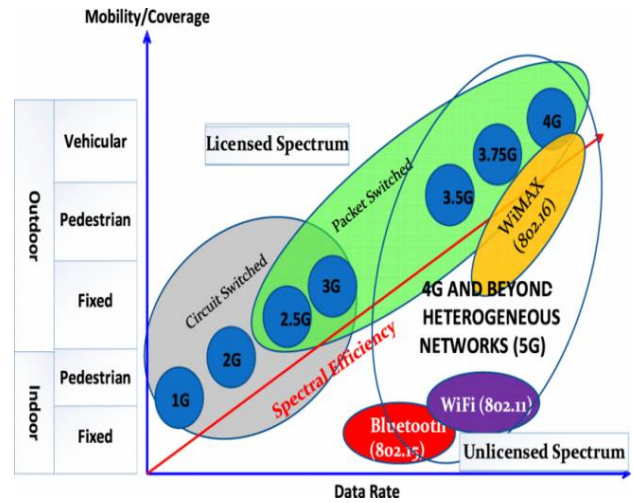 Mobility/Coverage
Outdoor
Indoor
Vehicular
Pedestrian
Fixed
Pedestrian
Fixed
Licensed Spectrum
Circuit Switched
Packet Switched
1G
2G
2.5G
3G
3.5G
3.75G
4G
WiMAX
(802.16)
Spectral Efficiency
4G AND BEYOND
HETEROGENEOUS
NETWORKS (5G)
WiFi (802.11)
Bluetooth
(802.15)
Unlicensed Spectrum
Data Rate